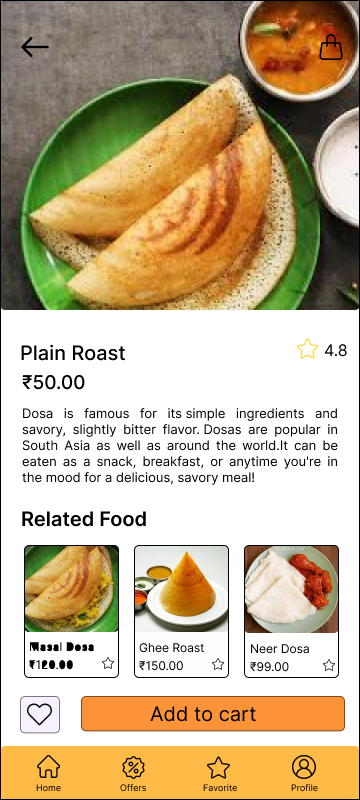 Plain Roast
4.8
₹50.00
Dosa is famous for its simple ingredients and
savory, slightly bitter flavor. Dosas are popular in
South Asia as well as around the world.It can be
eaten as a snack, breakfast, or anytime you're in
the mood for a delicious, savory meal!
Related Food
Masal Dosa
Ghee Roast
₹150.00
Neer Dosa
₹99.00
Add to cart
Home
Offers
Favorite
Profile